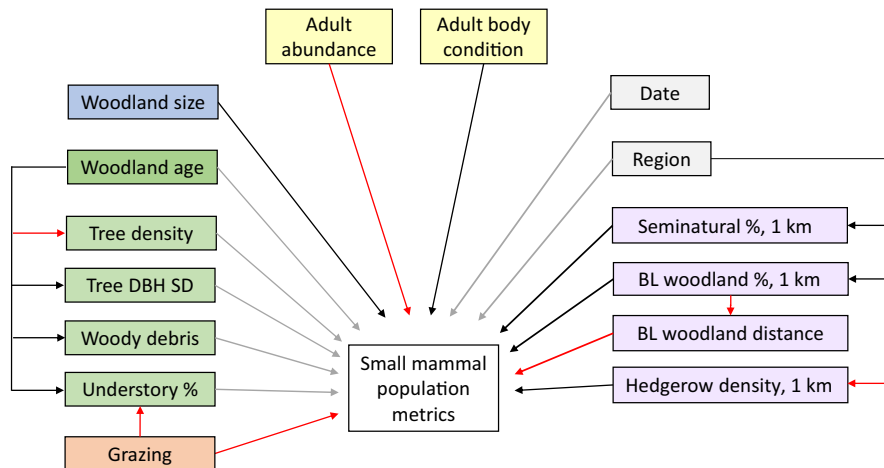 Adult
abundance
Adult body
condition
Woodland size
Date
Woodland age
Region
Tree density
Seminatural %, 1 km
Tree DBH SD
BL woodland %, 1 km
Woody debris
BL woodland distance
Understory %
Small mammal
population
metrics
Hedgerow density, 1 km
Grazing